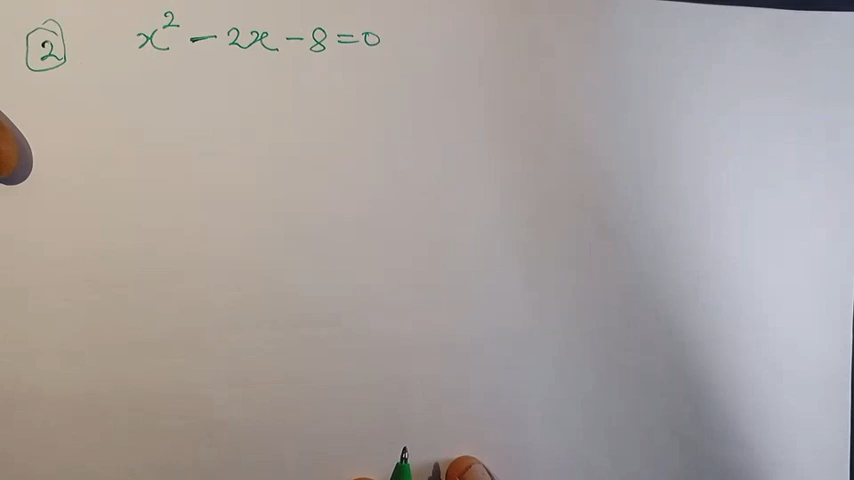 ② x² - 2x - 8 = 0